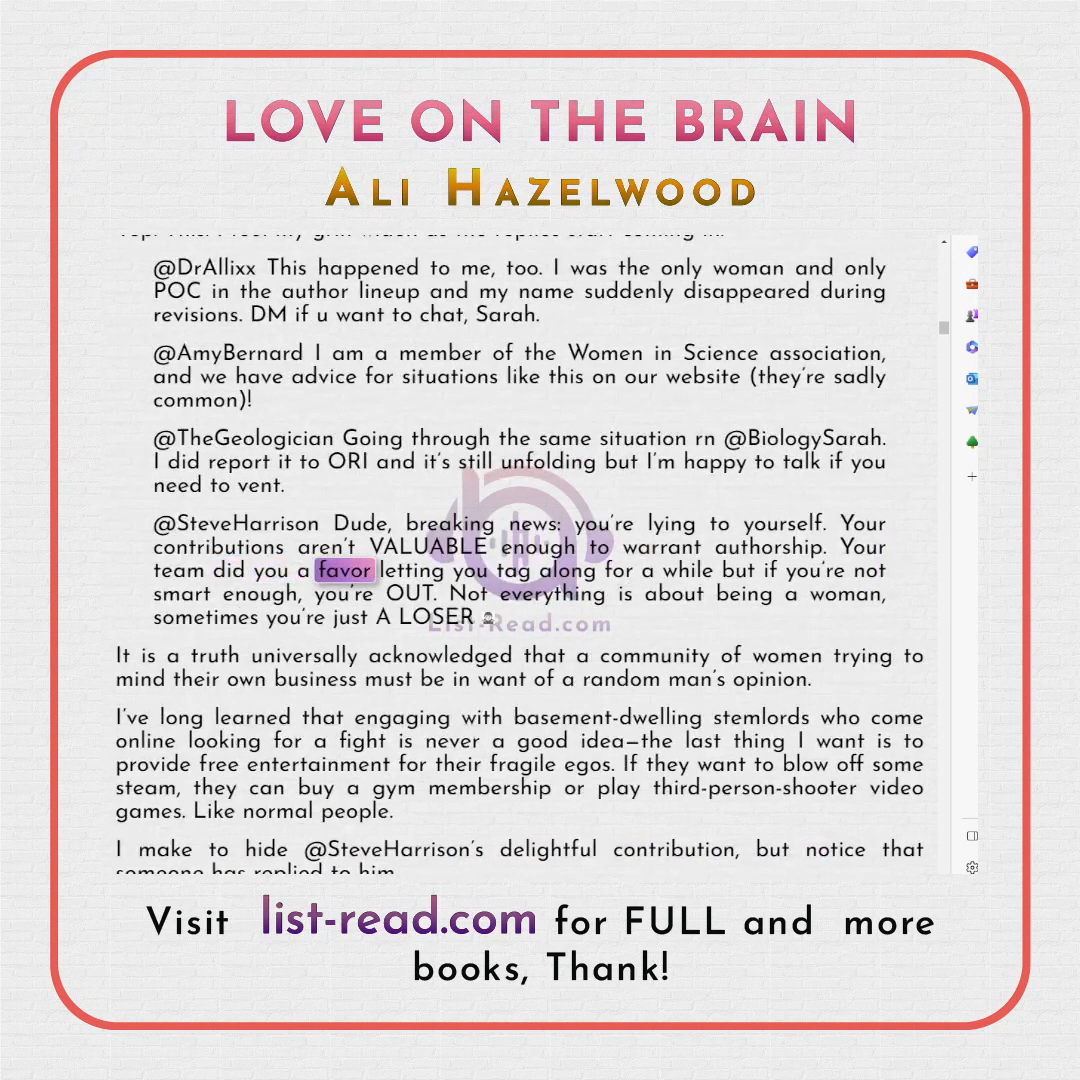 LOVE ON THE BRAIN
ALI HAZELWOOD
@DrAllixx This happened to me, too. I was the only woman and only
POC in the author lineup and my name suddenly disappeared during
revisions. DM if u want to chat, Sarah.
@AmyBernard I am a member of the Women in Science association,
and we have advice for situations like this on our website (they're sadly
common)!
@TheGeologician Going through the same situation rn @BiologySarah.
I did report it to ORI and it's still unfolding but I'm happy to talk if you
need to vent.
@SteveHarrison Dude, breaking news: you're lying to yourself. Your
contributions aren't VALUABLE enough to warrant authorship. Your
team did you a favor letting you tag along for a while but if you're not
smart enough, you're OUT. Not everything is about being a woman,
sometimes you're just A LOSER
List-Read.com
It is a truth universally acknowledged that a community of women trying to
mind their own business must be in want of a random man's opinion.
I've long learned that engaging with basement-dwelling stemlords who come
online looking for a fight is never a good idea—the last thing I want is to
provide free entertainment for their fragile egos. If they want to blow off some
steam, they can buy a gym membership or play third-person-shooter video
games. Like normal people.
I make to hide @SteveHarrison's delightful contribution, but notice that
someone has replied to him.
Visit list-read.com for FULL and more
books, Thank!